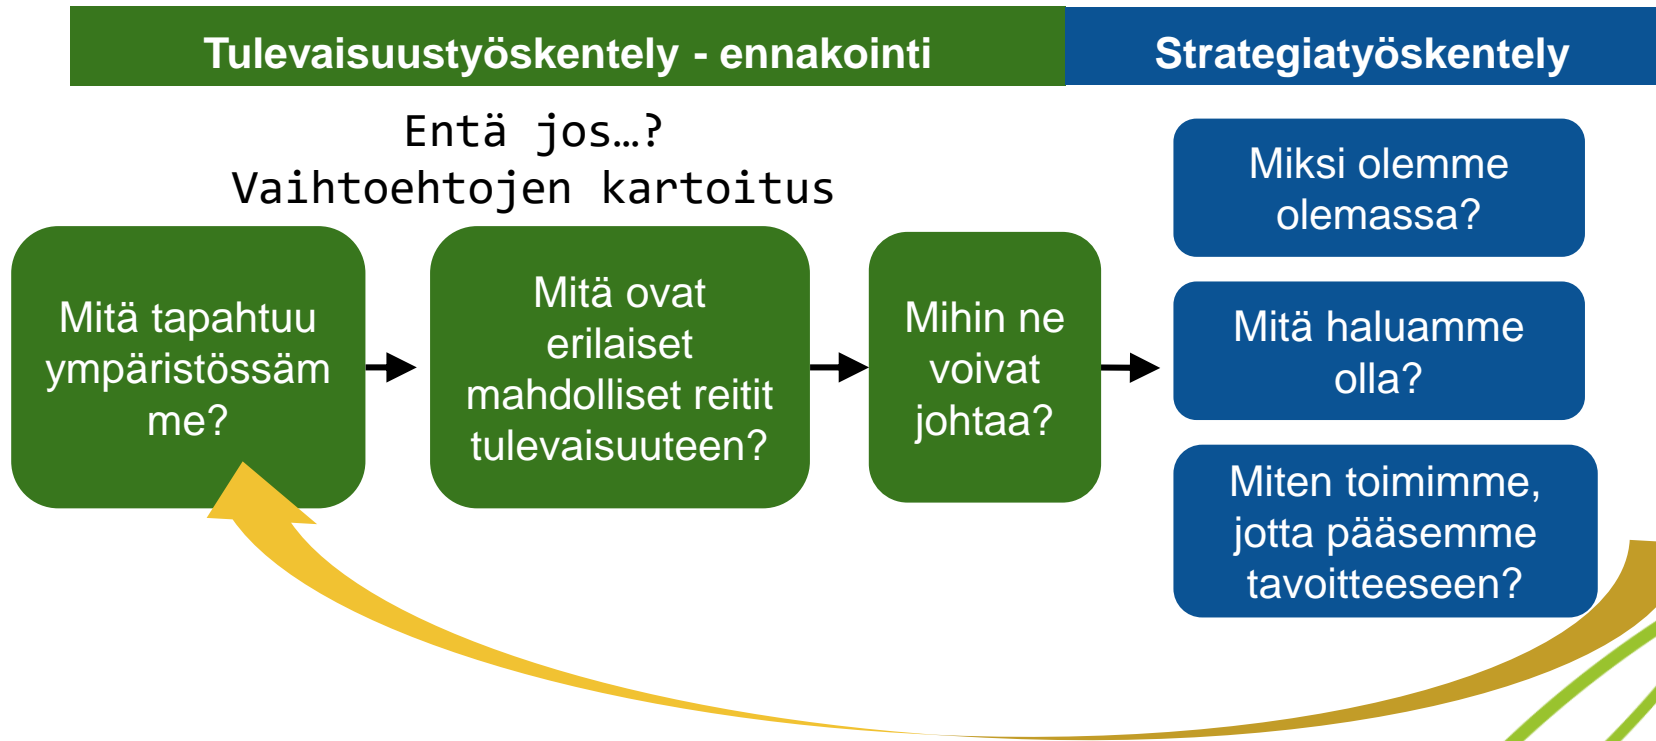 Tulevaisuustyöskentely - ennakointi
Strategiatyöskentely
Entä jos…?
Vaihtoehtojen kartoitus
Mitä tapahtuu
ympäristössäm
me?
Mitä ovat
erilaiset
mahdolliset reitit
tulevaisuuteen?
Mihin ne
voivat
johtaa?
Miksi olemme
olemassa?
Mitä haluamme
olla?
Miten toimimme,
jotta pääsemme
tavoitteeseen?